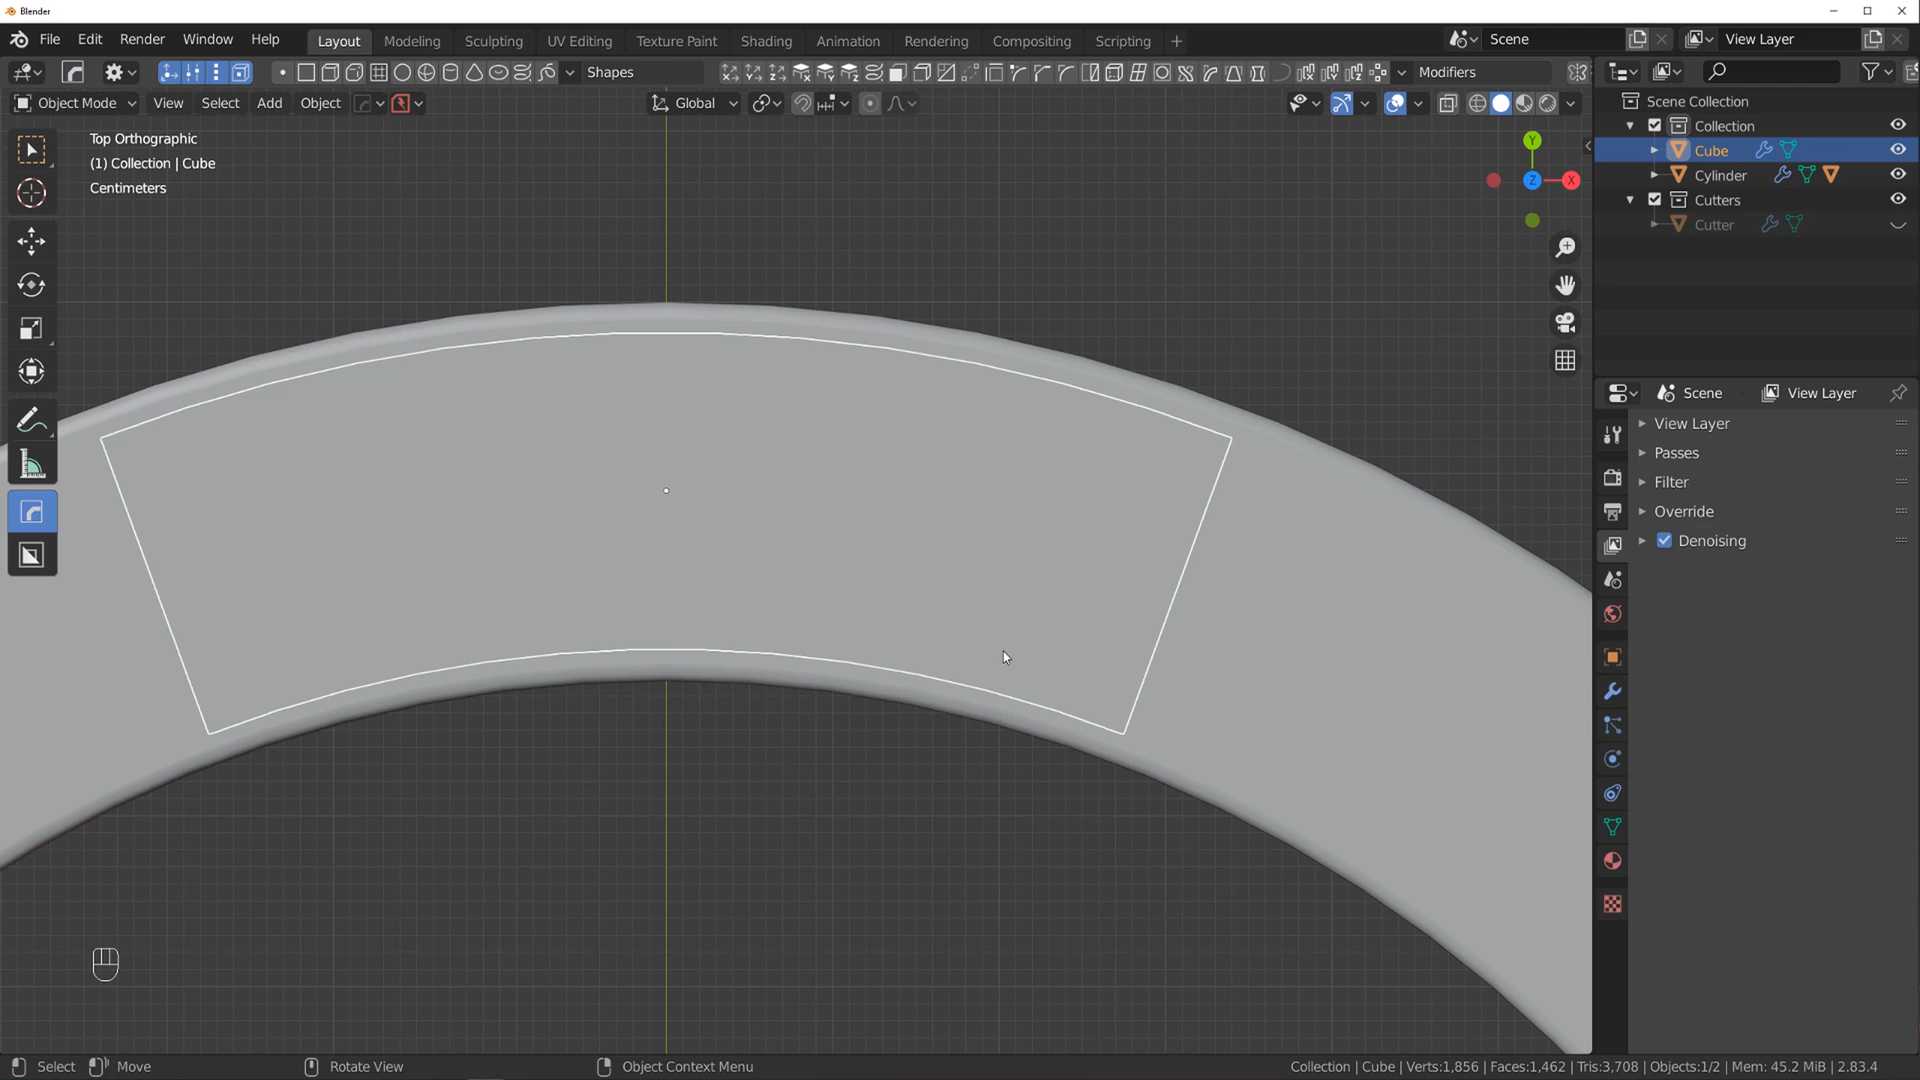 Blender
File Edit Render Window Help Layout Modeling Sculpting UV Editing Texture Paint Shading Animation Rendering Compositing Scripting + Scene View Layer
Shapes Modifiers
Object Mode View Select Add Object Global
Scene Collection
Top Orthographic
(1) Collection | Cube
Centimeters
Collection
Cube
Cylinder
Cutters
Cutter
Y
Z X
Scene View Layer
View Layer
Passes
Filter
Override
Denoising
Select Move Rotate View Object Context Menu Collection | Cube | Verts:1,856 | Faces:1,462 | Tris:3,708 | Objects:1/2 | Mem: 45.2 MiB | 2.83.4